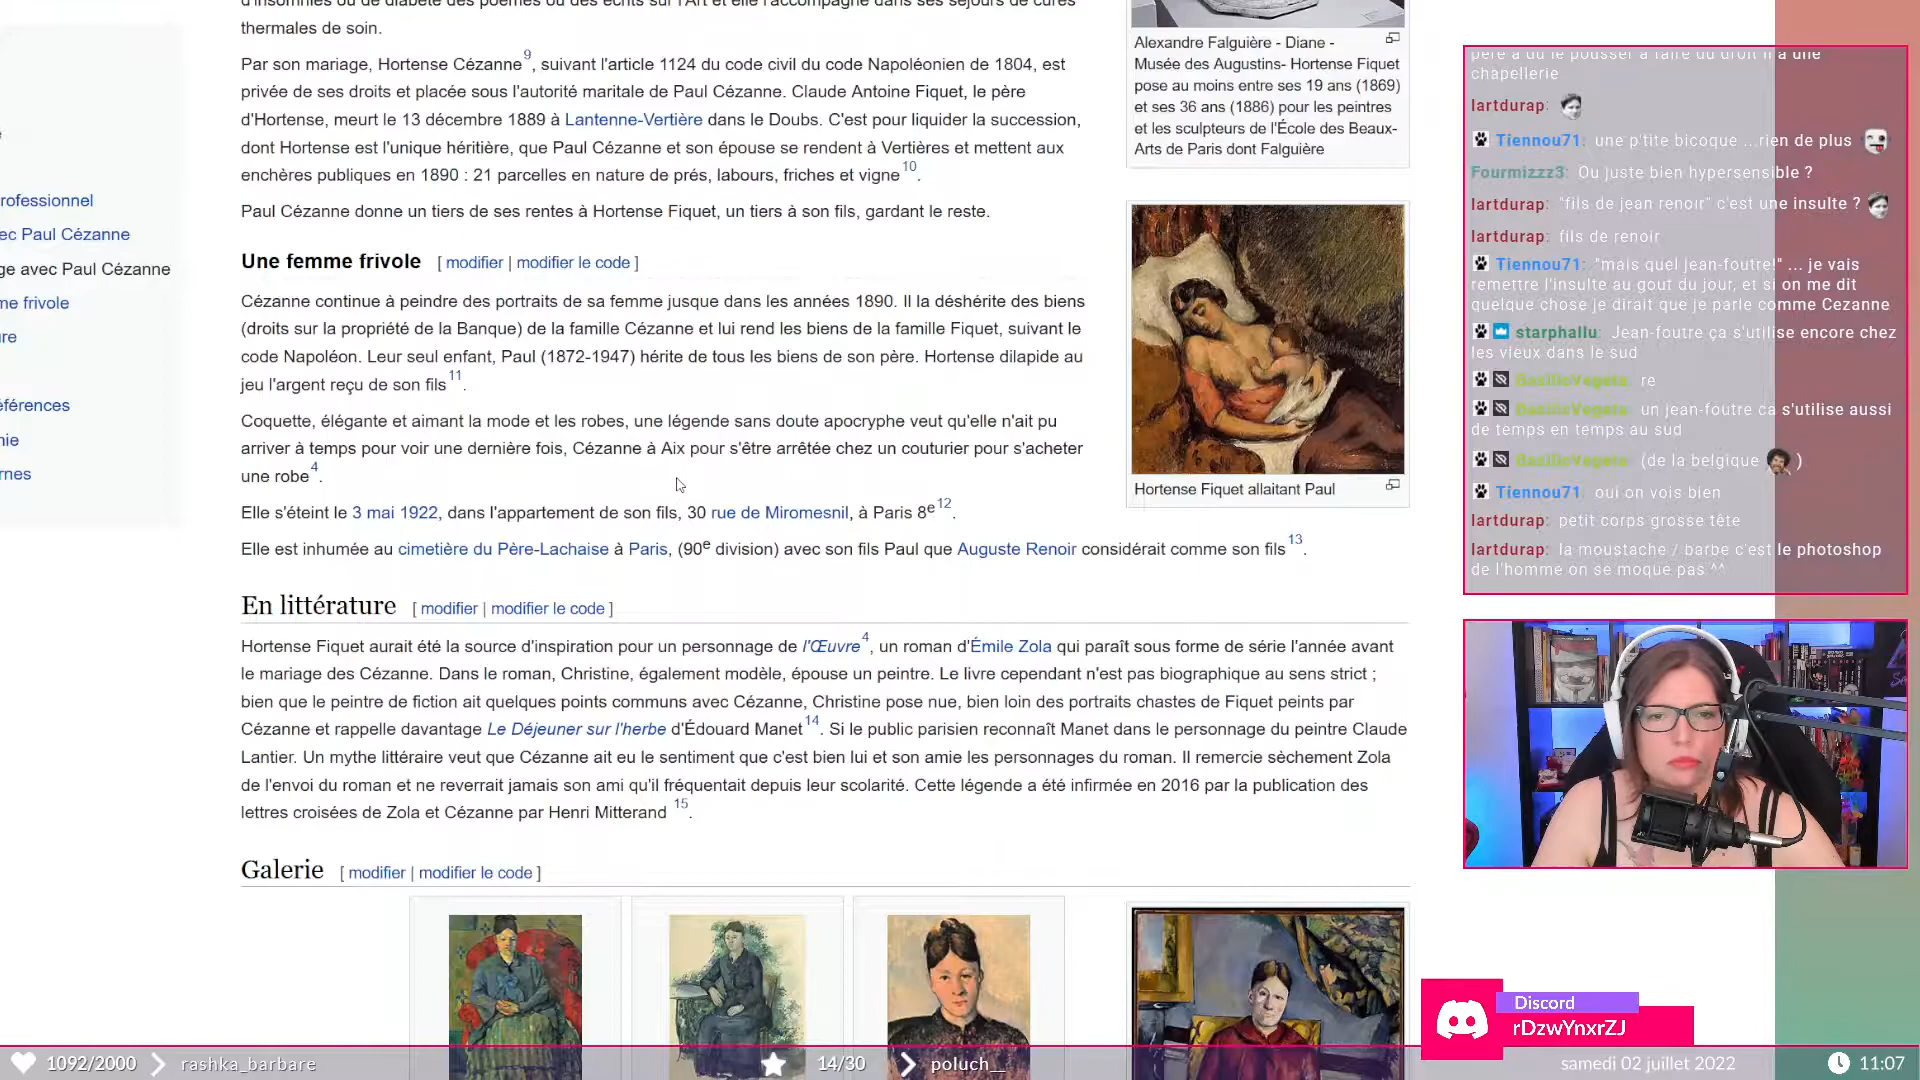 thermales de soin.
Par son mariage, Hortense Cézanne9, suivant l'article 1124 du code civil du code Napoléonien de 1804, est
privée de ses droits et placée sous l'autorité maritale de Paul Cézanne. Claude Antoine Fiquet, le père
d'Hortense, meurt le 13 décembre 1889 à Lantenne-Vertière dans le Doubs. C'est pour liquider la succession,
dont Hortense est l'unique héritière, que Paul Cézanne et son épouse se rendent à Vertières et mettent aux
enchères publiques en 1890 : 21 parcelles en nature de prés, labours, friches et vigne10.
Paul Cézanne donne un tiers de ses rentes à Hortense Fiquet, un tiers à son fils, gardant le reste.
Une femme frivole [ modifier | modifier le code ]
Cézanne continue à peindre des portraits de sa femme jusque dans les années 1890. Il la déshérite des biens
(droits sur la propriété de la Banque) de la famille Cézanne et lui rend les biens de la famille Fiquet, suivant le
code Napoléon. Leur seul enfant, Paul (1872-1947) hérite de tous les biens de son père. Hortense dilapide au
jeu l'argent reçu de son fils11.
Coquette, élégante et aimant la mode et les robes, une légende sans doute apocryphe veut qu'elle n'ait pu
arriver à temps pour voir une dernière fois, Cézanne à Aix pour s'être arrêtée chez un couturier pour s'acheter
une robe4.
Elle s'éteint le 3 mai 1922, dans l'appartement de son fils, 30 rue de Miromesnil, à Paris 8e12.
Elle est inhumée au cimetière du Père-Lachaise à Paris, (90e division) avec son fils Paul que Auguste Renoir considérait comme son fils13.
En littérature [ modifier | modifier le code ]
Hortense Fiquet aurait été la source d'inspiration pour un personnage de l'Œuvre4, un roman d'Émile Zola qui paraît sous forme de série l'année avant
le mariage des Cézanne. Dans le roman, Christine, également modèle, épouse un peintre. Le livre cependant n'est pas biographique au sens strict ;
bien que le peintre de fiction ait quelques points communs avec Cézanne, Christine pose nue, bien loin des portraits chastes de Fiquet peints par
Cézanne et rappelle davantage Le Déjeuner sur l'herbe d'Édouard Manet14. Si le public parisien reconnaît Manet dans le personnage du peintre Claude
Lantier. Un mythe littéraire veut que Cézanne ait eu le sentiment que c'est bien lui et son amie les personnages du roman. Il remercie sèchement Zola
de l'envoi du roman et ne reverrait jamais son ami qu'il fréquentait depuis leur scolarité. Cette légende a été infirmée en 2016 par la publication des
lettres croisées de Zola et Cézanne par Henri Mitterand 15.
Galerie [ modifier | modifier le code ]
rofessionnel
ec Paul Cézanne
ge avec Paul Cézanne
me frivole
re
éférences
nie
rnes
Alexandre Falguière - Diane -
Musée des Augustins- Hortense Fiquet
pose au moins entre ses 19 ans (1869)
et ses 36 ans (1886) pour les peintres
et les sculpteurs de l'École des Beaux-
Arts de Paris dont Falguière
Hortense Fiquet allaitant Paul
père a dû le pousser à faire du droit il a une
chapellerie
lartdurap:
Tiennou71: une p'tite bicoque ...rien de plus
Fourmizzz3: Ou juste bien hypersensible ?
lartdurap: "fils de jean renoir" c'est une insulte ?
lartdurap: fils de renoir
Tiennou71: "mais quel jean-foutre!" ... je vais
remettre l'insulte au gout du jour, et si on me dit
quelque chose je dirait que je parle comme Cezanne
starphallu: Jean-foutre ça s'utilise encore chez
les vieux dans le sud
re
un jean-foutre ca s'utilise aussi
de temps en temps au sud
(de la belgique )
Tiennou71: oui on vois bien
lartdurap: petit corps grosse tête
lartdurap: la moustache / barbe c'est le photoshop
de l'homme on se moque pas ^^
Discord
rDzwYnxrZJ
1092/2000 rashka_barbare 14/30 poluch__ samedi 02 juillet 2022 11:07